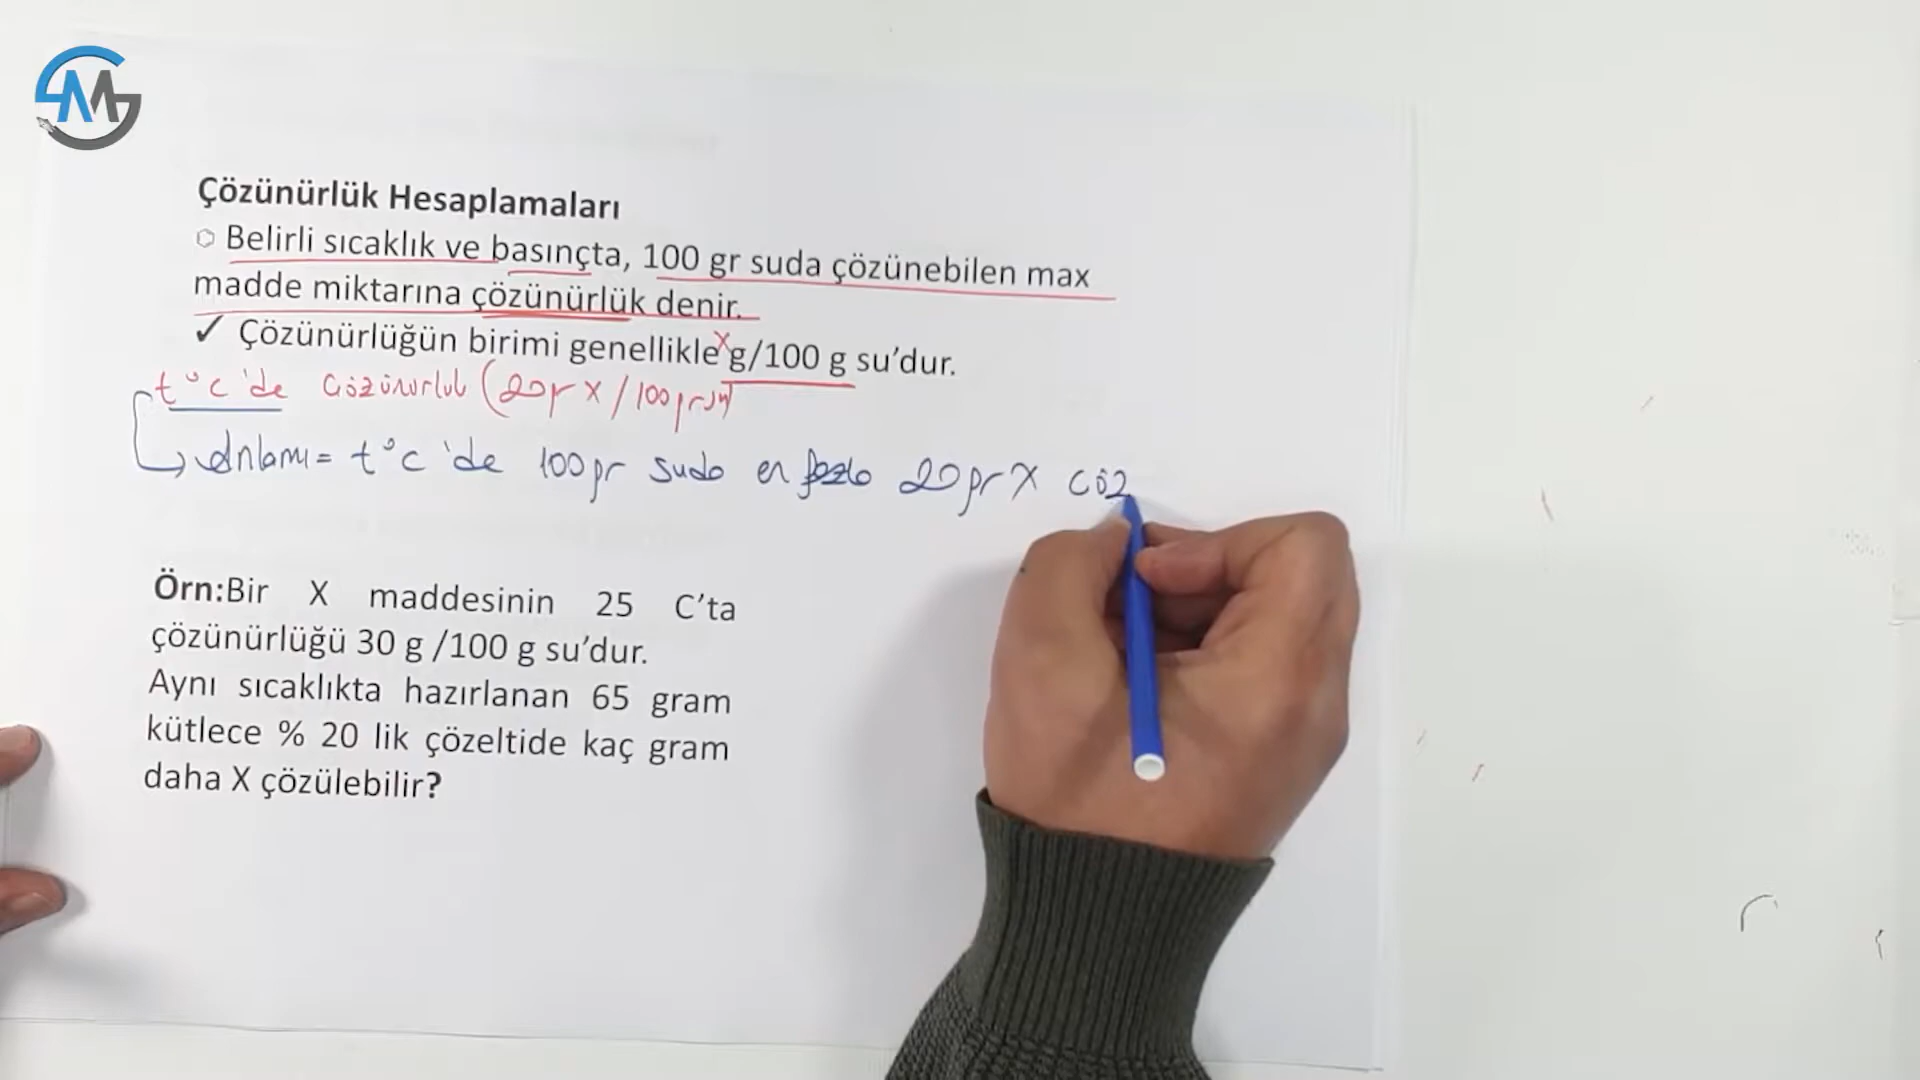 Çözünürlük Hesaplamaları
Belirli sıcaklık ve basınçta, 100 gr suda çözünebilen max
madde miktarına çözünürlük denir.
✓ Çözünürlüğün birimi genellikle x g/100 g su’dur.
t°c 'de Çözünürlük (20gr X / 100 gr su)
Anlamı = t°c 'de 100gr suda en fazla 20gr X çöz
Örn:Bir X maddesinin 25 C’ta
çözünürlüğü 30 g /100 g su’dur.
Aynı sıcaklıkta hazırlanan 65 gram
kütlece % 20 lik çözeltide kaç gram
daha X çözülebilir?